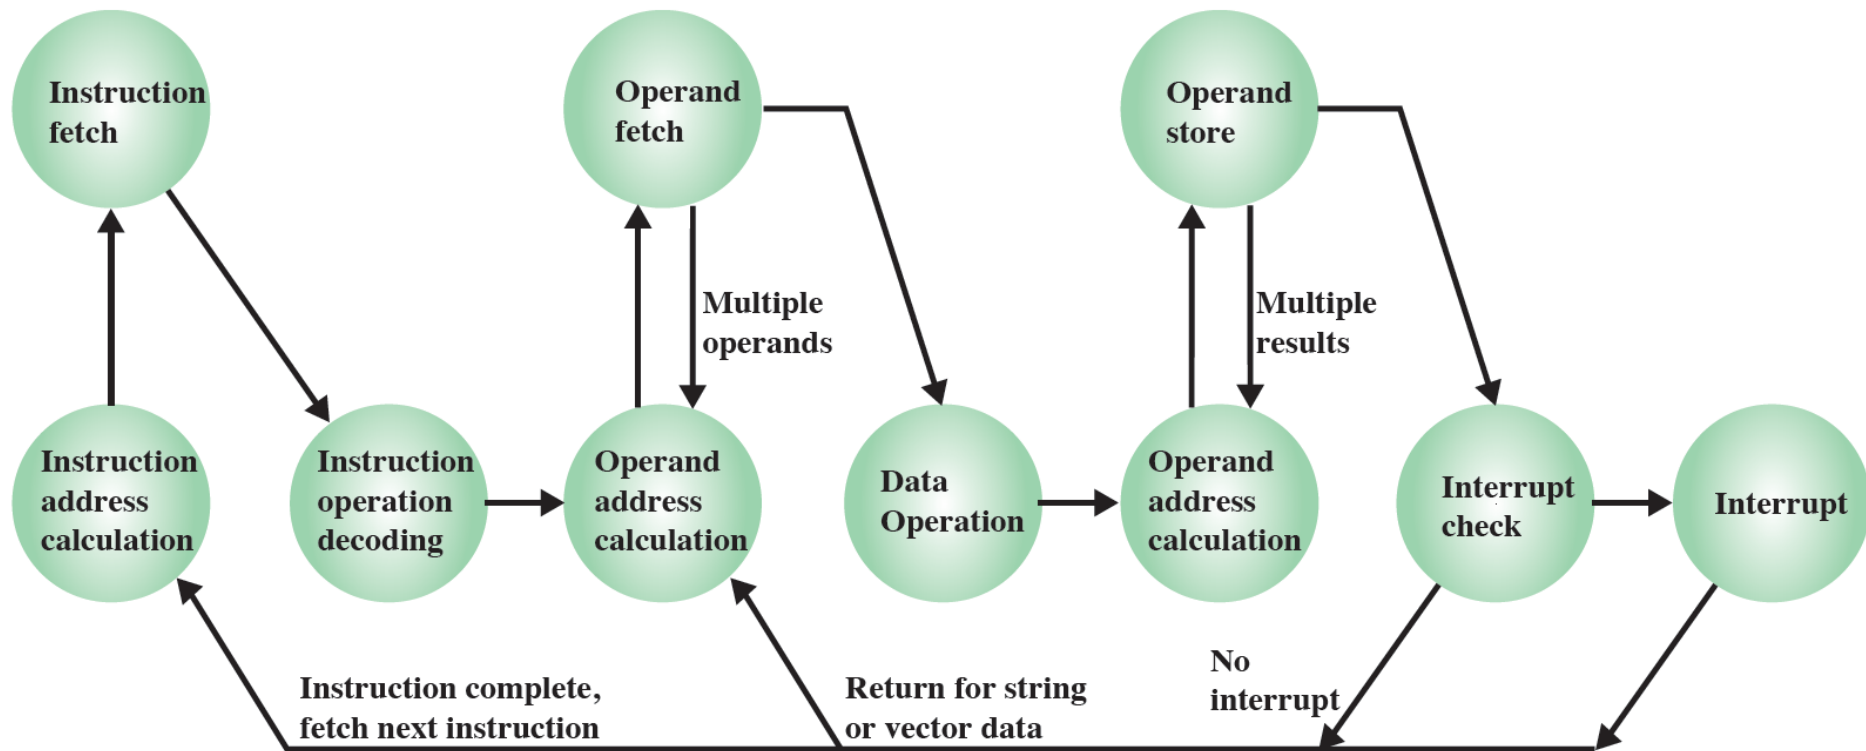 Instruction
fetch
Operand
fetch
Operand
store
Multiple
operands
Multiple
results
Instruction
address
calculation
Instruction
operation
decoding
Operand
address
calculation
Data
Operation
Operand
address
calculation
Interrupt
check
Interrupt
Instruction complete,
fetch next instruction
Return for string
or vector data
No
interrupt